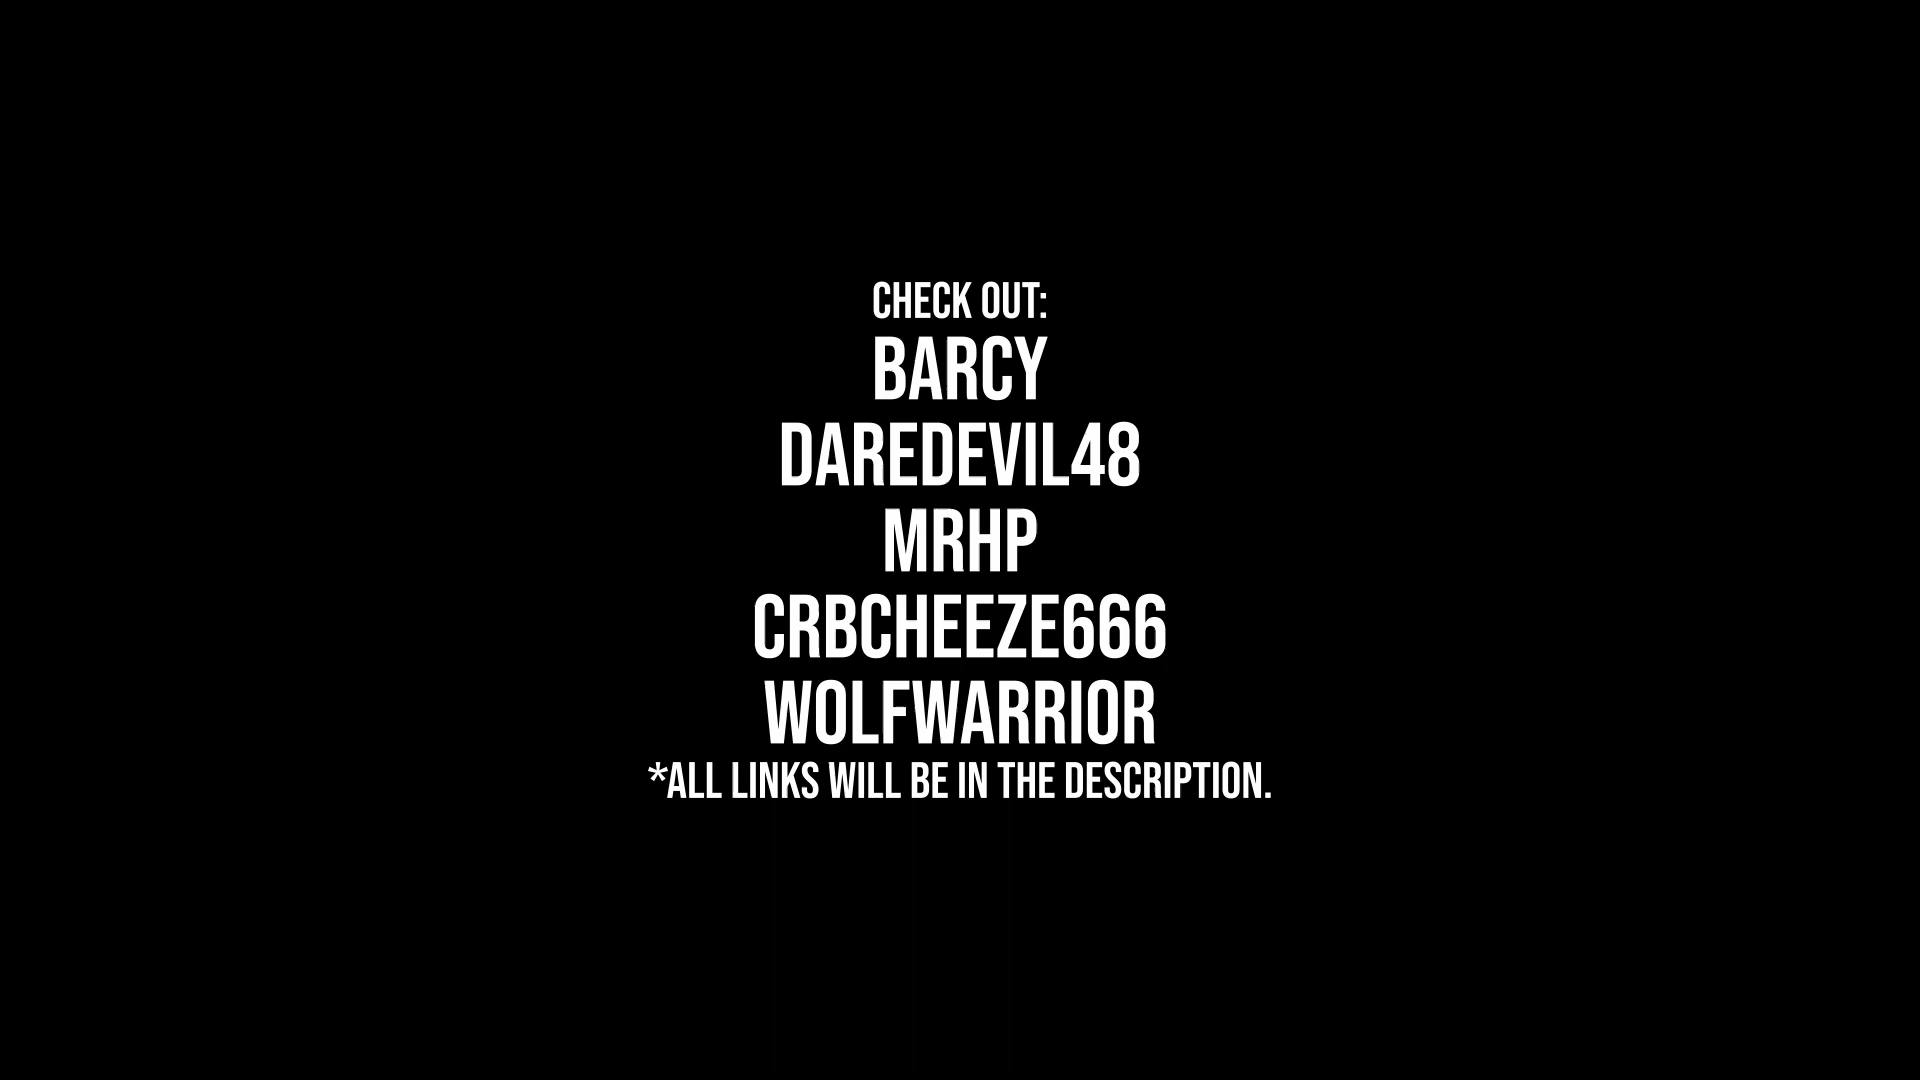 CHECK OUT:
BARCY
DAREDEVIL48
MRHP
CRBCHEEZE666
WOLFWARRIOR
*ALL LINKS WILL BE IN THE DESCRIPTION.